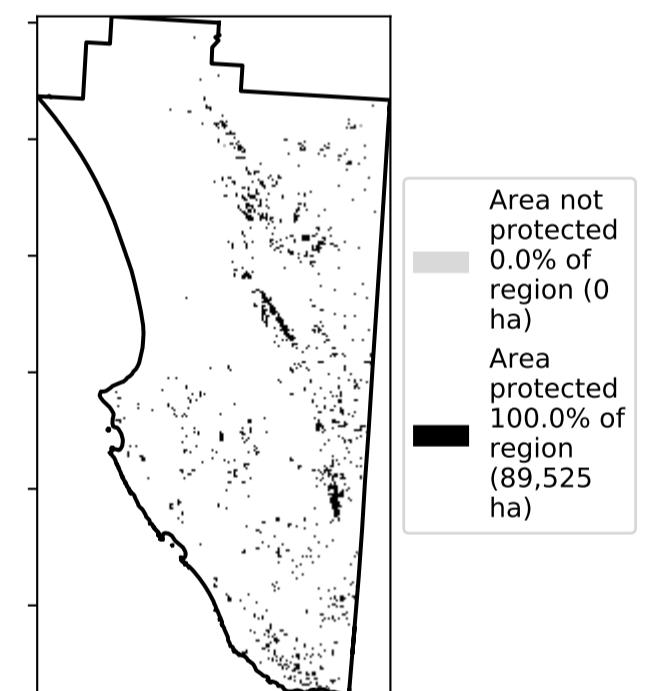 Area not
protected
0.0% of
region (0
ha)
Area
protected
100.0% of
region
(89,525
ha)